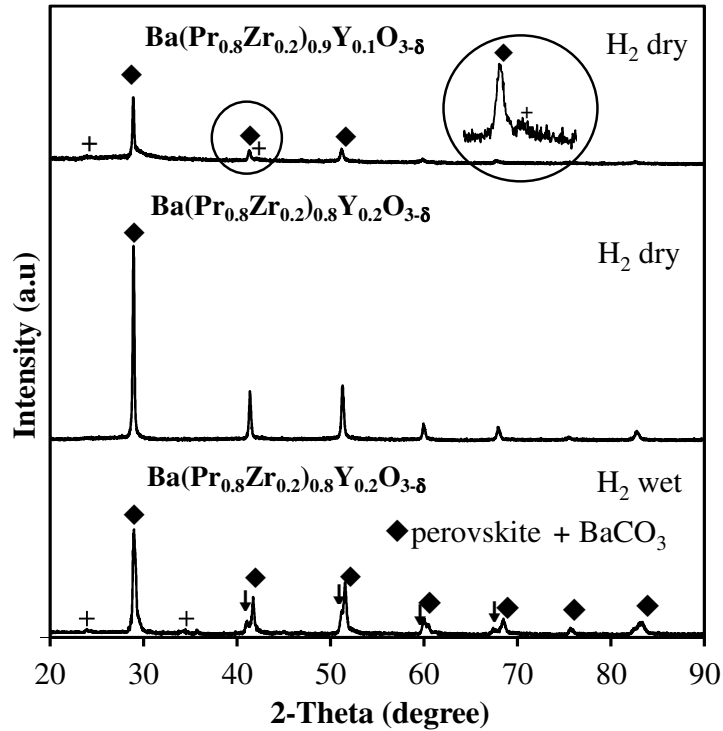 Ba(Pr₀.₈Zr₀.₂)₀.₉Y₀.₁O₃₋δ
H₂ dry
+
+
+
Ba(Pr₀.₈Zr₀.₂)₀.₈Y₀.₂O₃₋δ
H₂ dry
Ba(Pr₀.₈Zr₀.₂)₀.₈Y₀.₂O₃₋δ
H₂ wet
◆perovskite + BaCO₃
+
+
20 30 40 50 60 70 80 90
2-Theta (degree)
Intensity (a.u)